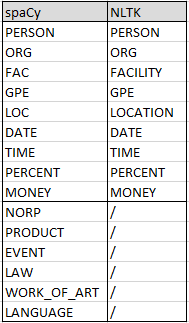 spaCy NLTK
PERSON PERSON
ORG ORG
FAC FACILITY
GPE GPE
LOC LOCATION
DATE DATE
TIME TIME
PERCENT PERCENT
MONEY MONEY
NORP /
PRODUCT /
EVENT /
LAW /
WORK_OF_ART /
LANGUAGE /